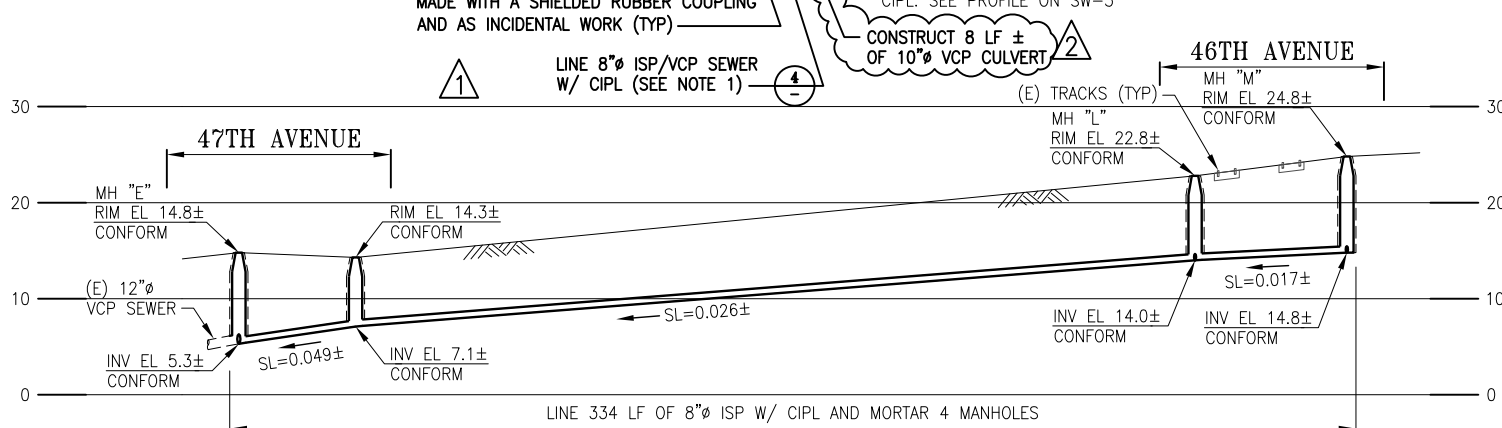 MADE WITH A SHIELDED RUBBER COUPLING
AND AS INCIDENTAL WORK (TYP)
CIPL. SEE PROFILE ON SW-5
CONSTRUCT 8 LF ±
OF 10"ø VCP CULVERT
2
1
LINE 8"ø ISP/VCP SEWER
W/ CIPL (SEE NOTE 1)
4
-
46TH AVENUE
(E) TRACKS (TYP)
MH "M"
RIM EL 24.8±
CONFORM
MH "L"
RIM EL 22.8±
CONFORM
30
30
47TH AVENUE
MH "E"
RIM EL 14.8±
CONFORM
RIM EL 14.3±
CONFORM
20
20
(E) 12"ø
VCP SEWER
10
10
SL=0.017±
SL=0.026±
INV EL 14.0±
CONFORM
INV EL 14.8±
CONFORM
INV EL 5.3±
CONFORM
SL=0.049±
INV EL 7.1±
CONFORM
0
0
LINE 334 LF OF 8"ø ISP W/ CIPL AND MORTAR 4 MANHOLES